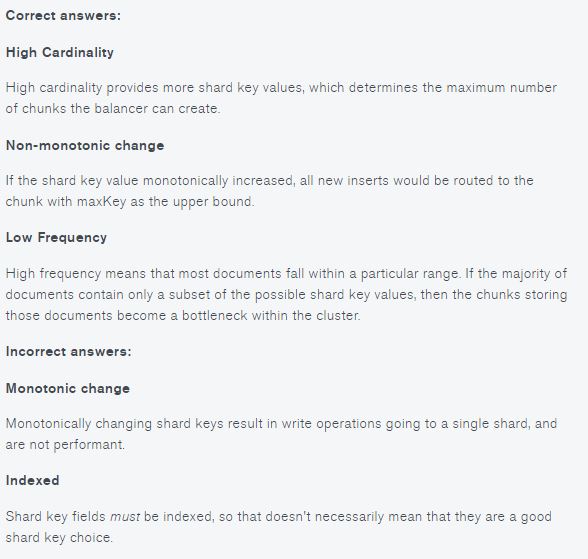 Correct answers:
High Cardinality
High cardinality provides more shard key values, which determines the maximum number
of chunks the balancer can create.
Non-monotonic change
If the shard key value monotonically increased, all new inserts would be routed to the
chunk with maxKey as the upper bound.
Low Frequency
High frequency means that most documents fall within a particular range. If the majority of
documents contain only a subset of the possible shard key values, then the chunks storing
those documents become a bottleneck within the cluster.
Incorrect answers:
Monotonic change
Monotonically changing shard keys result in write operations going to a single shard, and
are not performant.
Indexed
Shard key fields must be indexed, so that doesn't necessarily mean that they are a good
shard key choice.